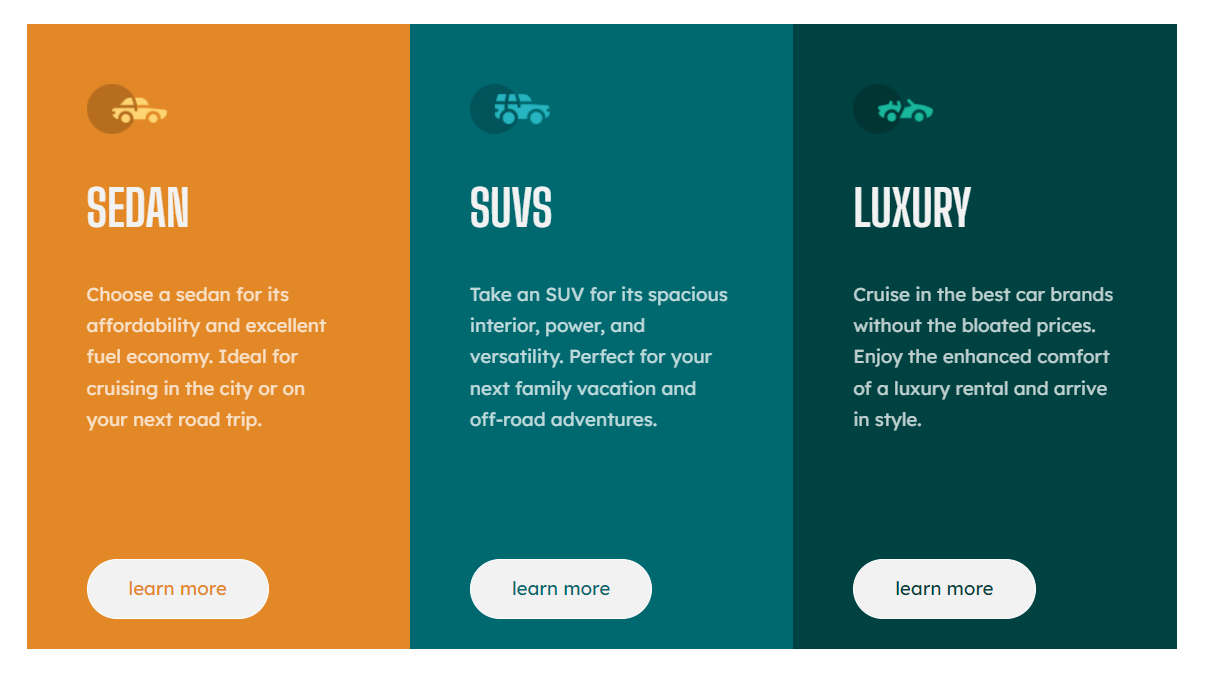 SEDAN
Choose a sedan for its
affordability and excellent
fuel economy. Ideal for
cruising in the city or on
your next road trip.
learn more
SUVS
Take an SUV for its spacious
interior, power, and
versatility. Perfect for your
next family vacation and
off-road adventures.
learn more
LUXURY
Cruise in the best car brands
without the bloated prices.
Enjoy the enhanced comfort
of a luxury rental and arrive
in style.
learn more